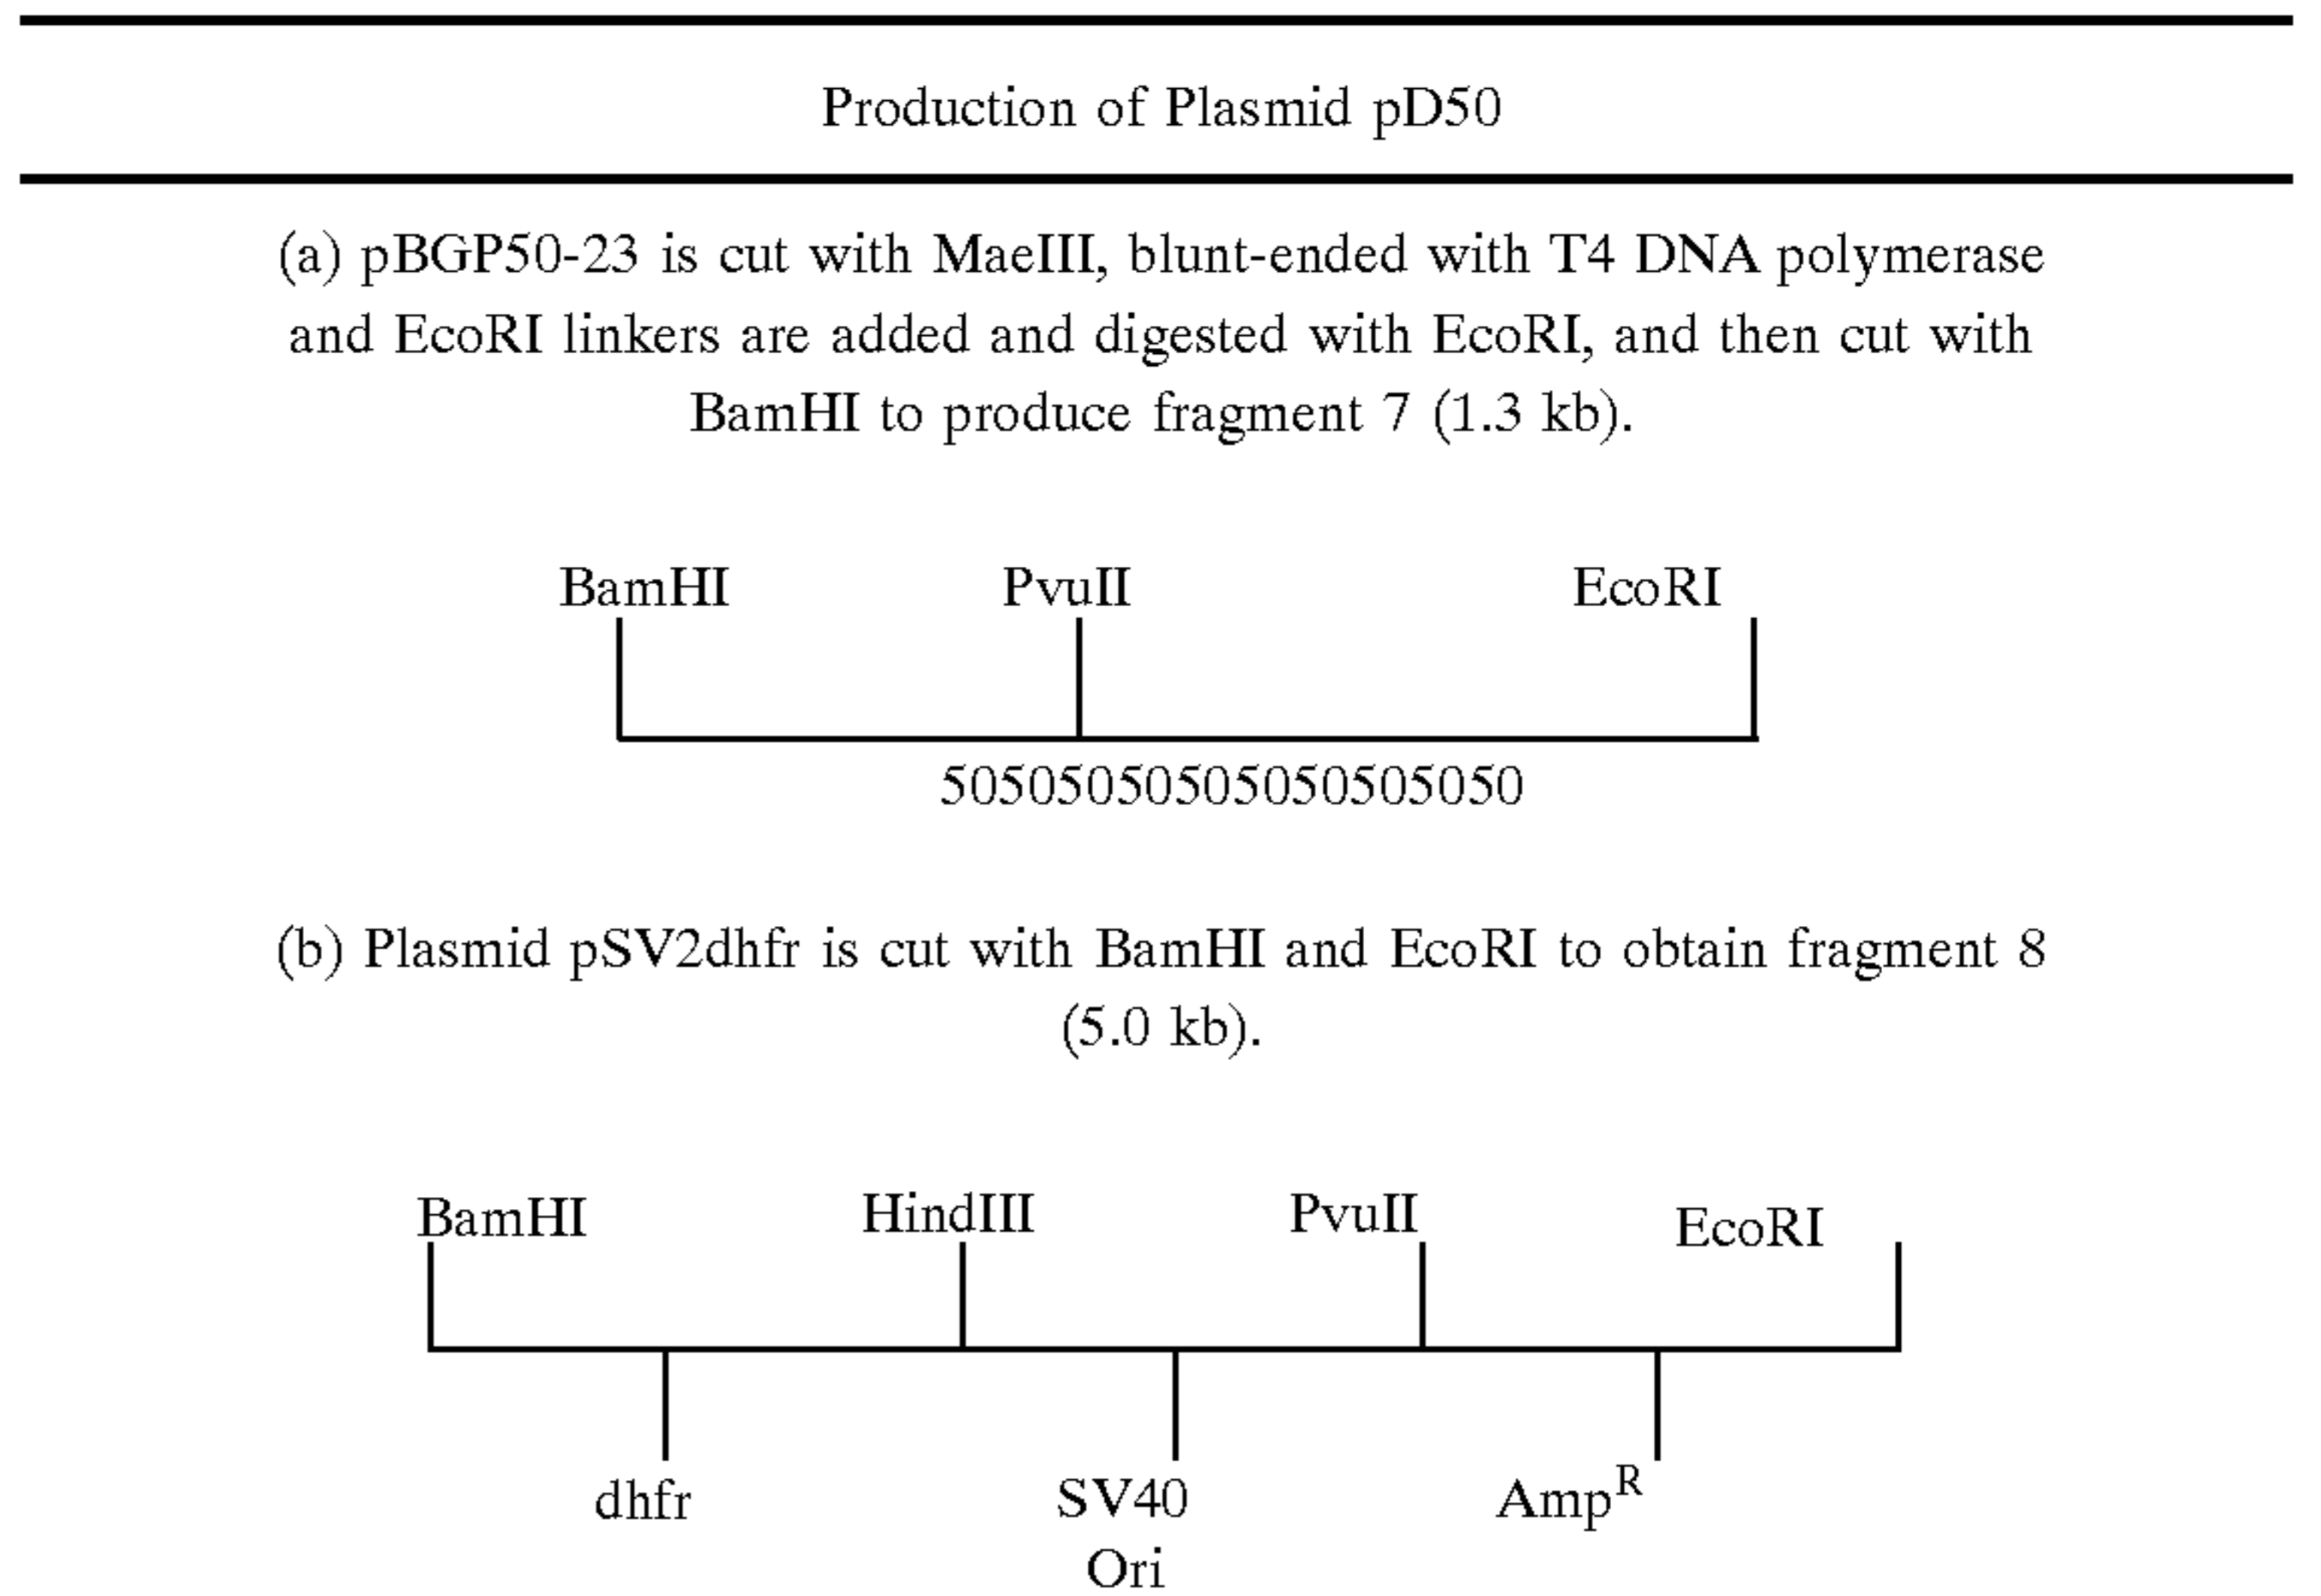 Production of Plasmid pD50
(a) pBGP50-23 is cut with MaeIII, blunt-ended with T4 DNA polymerase
and EcoRI linkers are added and digested with EcoRI, and then cut with
BamHI to produce fragment 7 (1.3 kb).
BamHI PvuII EcoRI
50505050505050505050
(b) Plasmid pSV2dhfr is cut with BamHI and EcoRI to obtain fragment 8
(5.0 kb).
BamHI HindIII PvuII EcoRI
dhfr SV40 Amp^R
Ori